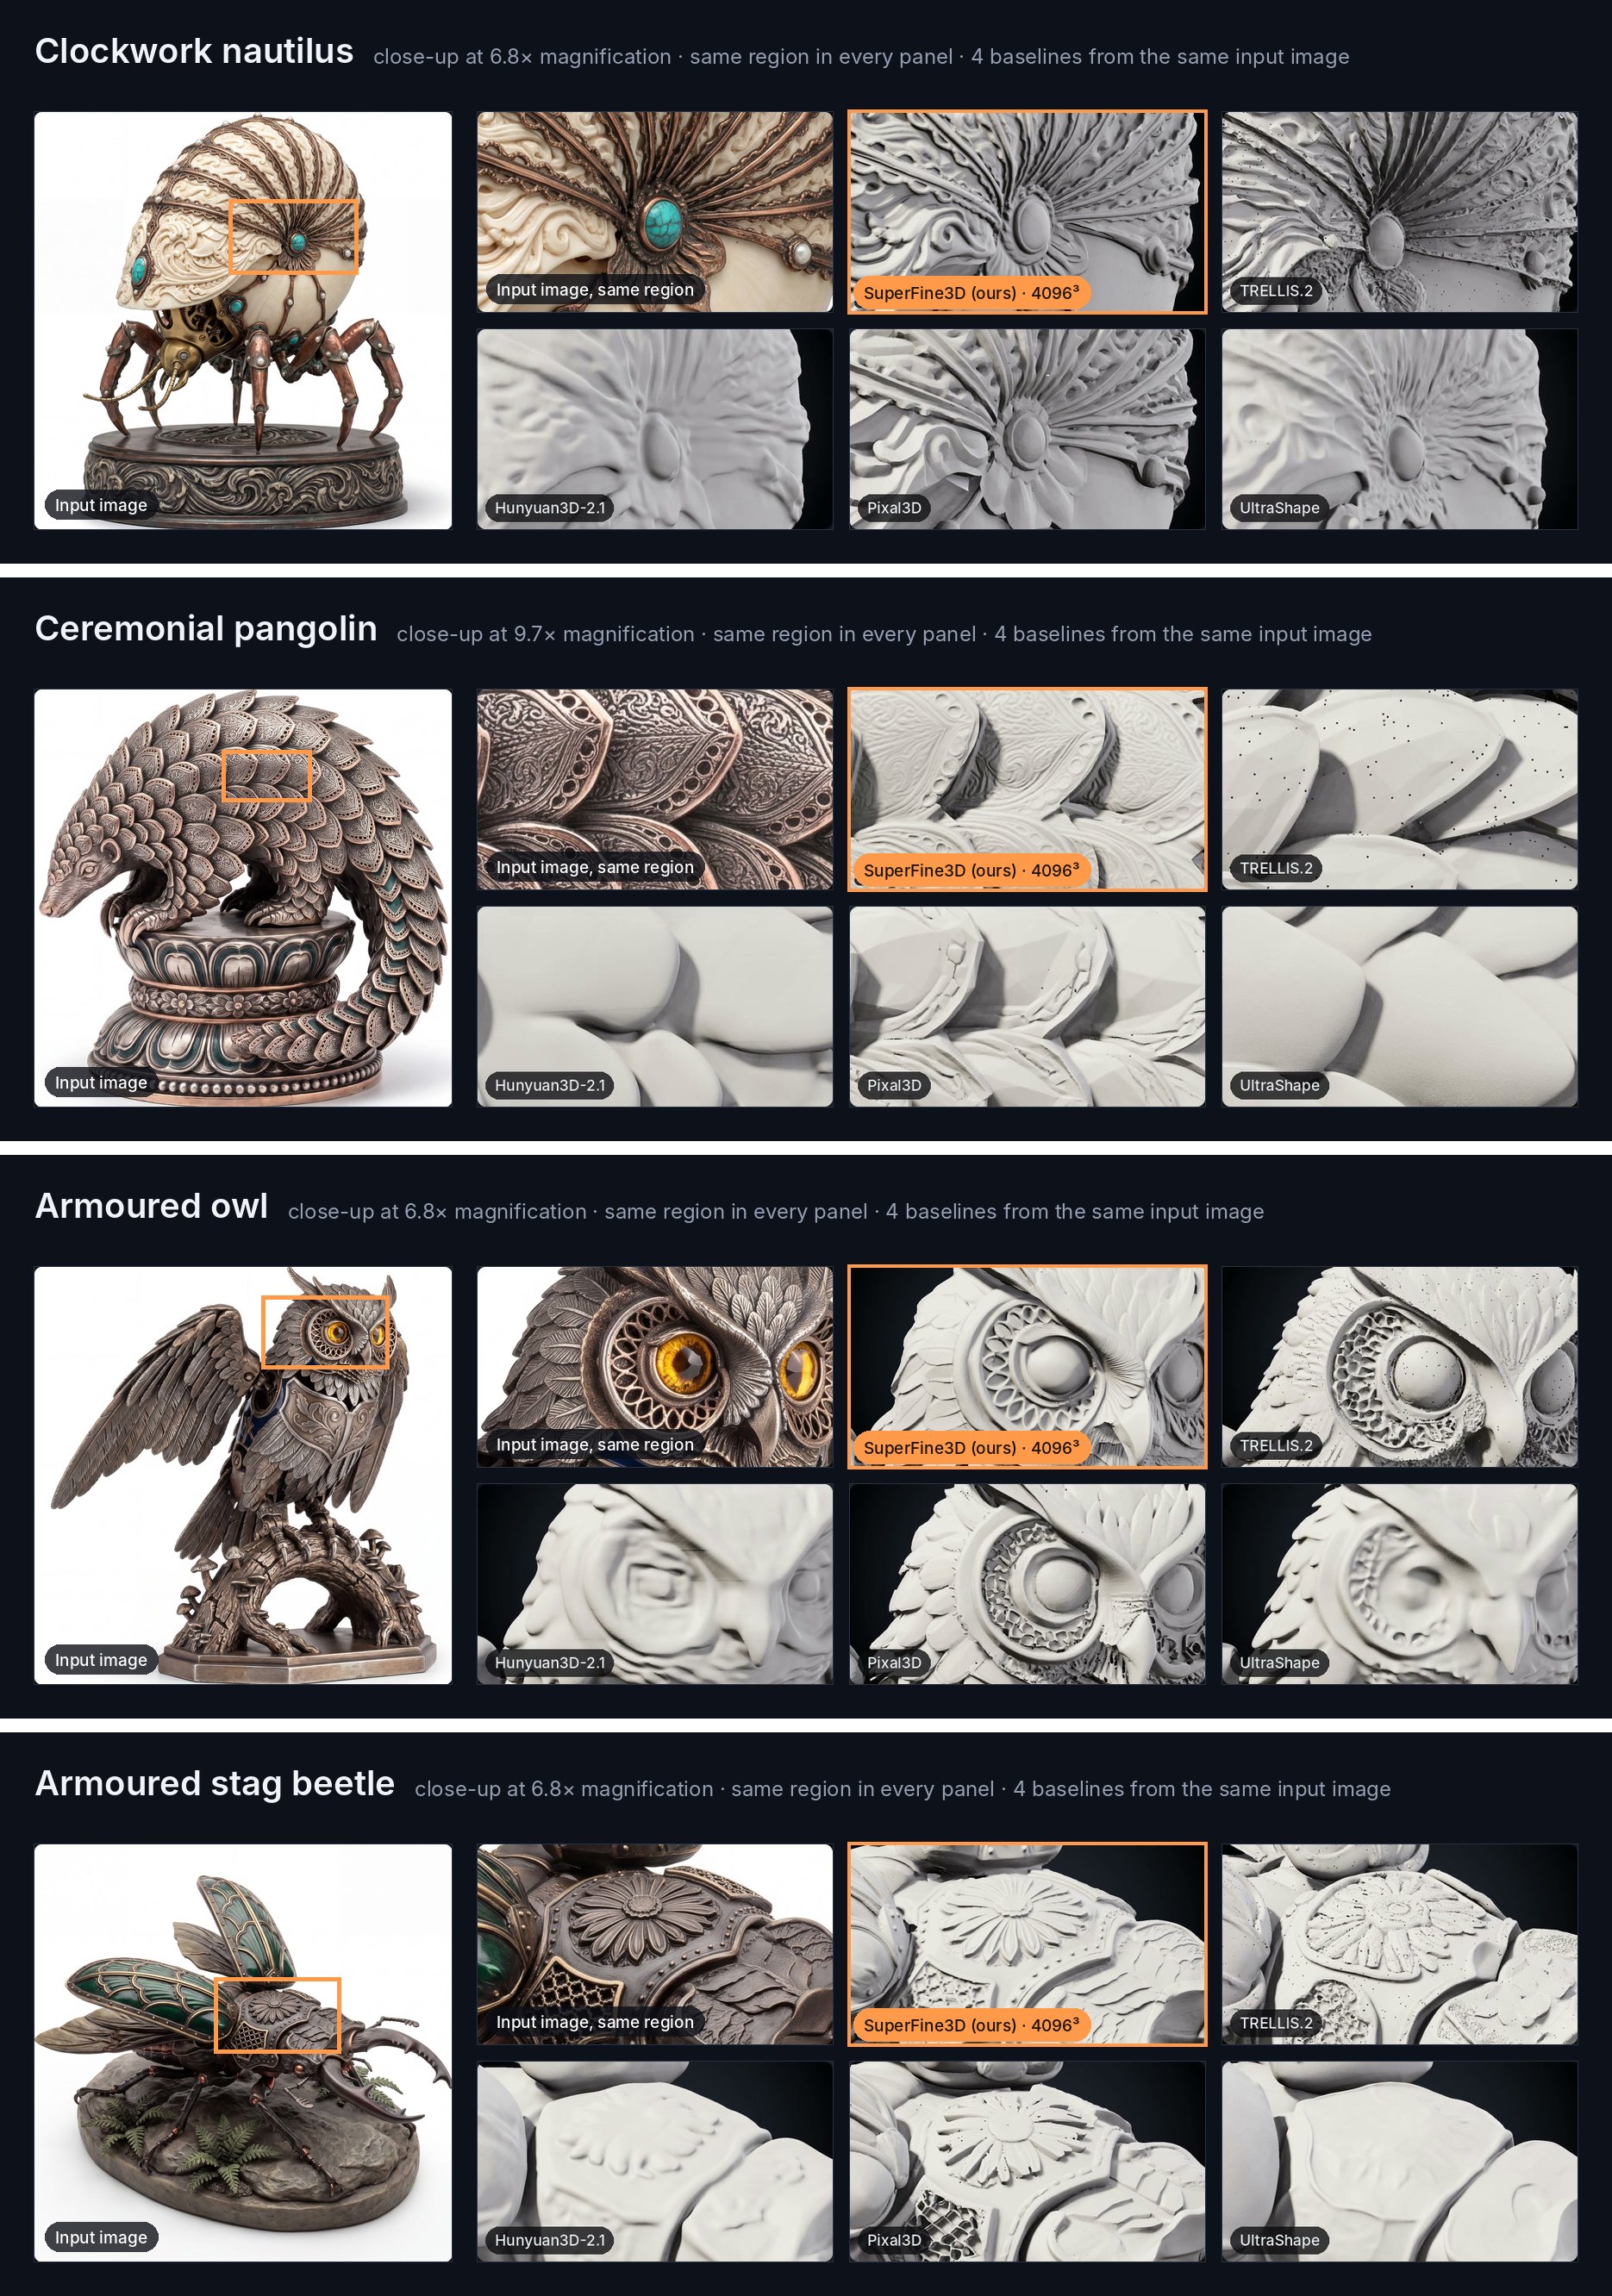 Clockwork nautilus close-up at 6.8× magnification · same region in every panel · 4 baselines from the same input image
Input image
Input image, same region
SuperFine3D (ours) · 4096³
TRELLIS.2
Hunyuan3D-2.1
Pixal3D
UltraShape
Ceremonial pangolin close-up at 9.7× magnification · same region in every panel · 4 baselines from the same input image
Input image
Input image, same region
SuperFine3D (ours) · 4096³
TRELLIS.2
Hunyuan3D-2.1
Pixal3D
UltraShape
Armoured owl close-up at 6.8× magnification · same region in every panel · 4 baselines from the same input image
Input image
Input image, same region
SuperFine3D (ours) · 4096³
TRELLIS.2
Hunyuan3D-2.1
Pixal3D
UltraShape
Armoured stag beetle close-up at 6.8× magnification · same region in every panel · 4 baselines from the same input image
Input image
Input image, same region
SuperFine3D (ours) · 4096³
TRELLIS.2
Hunyuan3D-2.1
Pixal3D
UltraShape